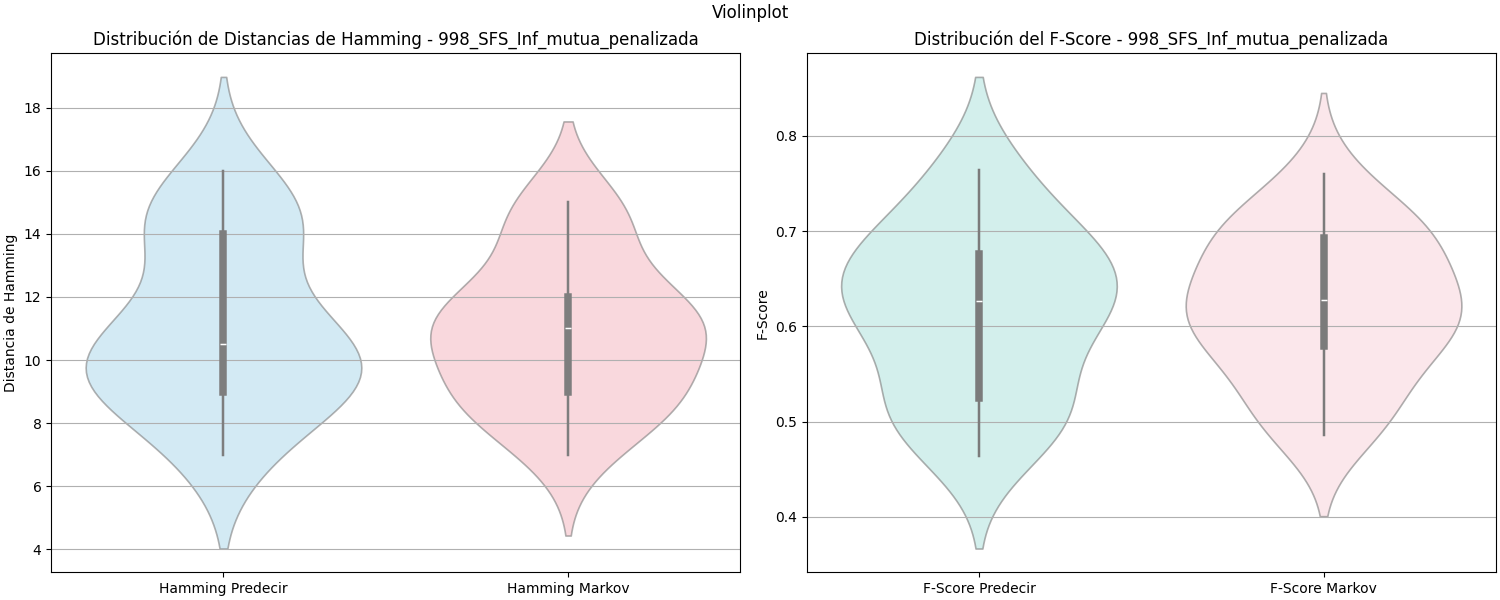 Violinplot
Distribución de Distancias de Hamming - 998_SFS_Inf_mutua_penalizada
Distancia de Hamming
18
16
14
12
10
8
6
4
Hamming Predecir
Hamming Markov
Distribución del F-Score - 998_SFS_Inf_mutua_penalizada
F-Score
0.8
0.7
0.6
0.5
0.4
F-Score Predecir
F-Score Markov